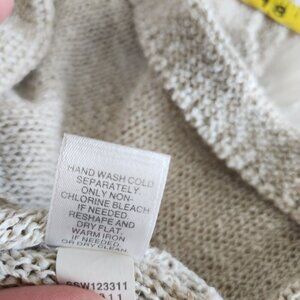 HAND WASH COLD
SEPARATELY.
ONLY NON-
CHLORINE BLEACH
IF NEEDED.
RESHAPE AND
DRY FLAT.
WARM IRON
IF NEEDED
OR DRY CLEAN.
SSW123311